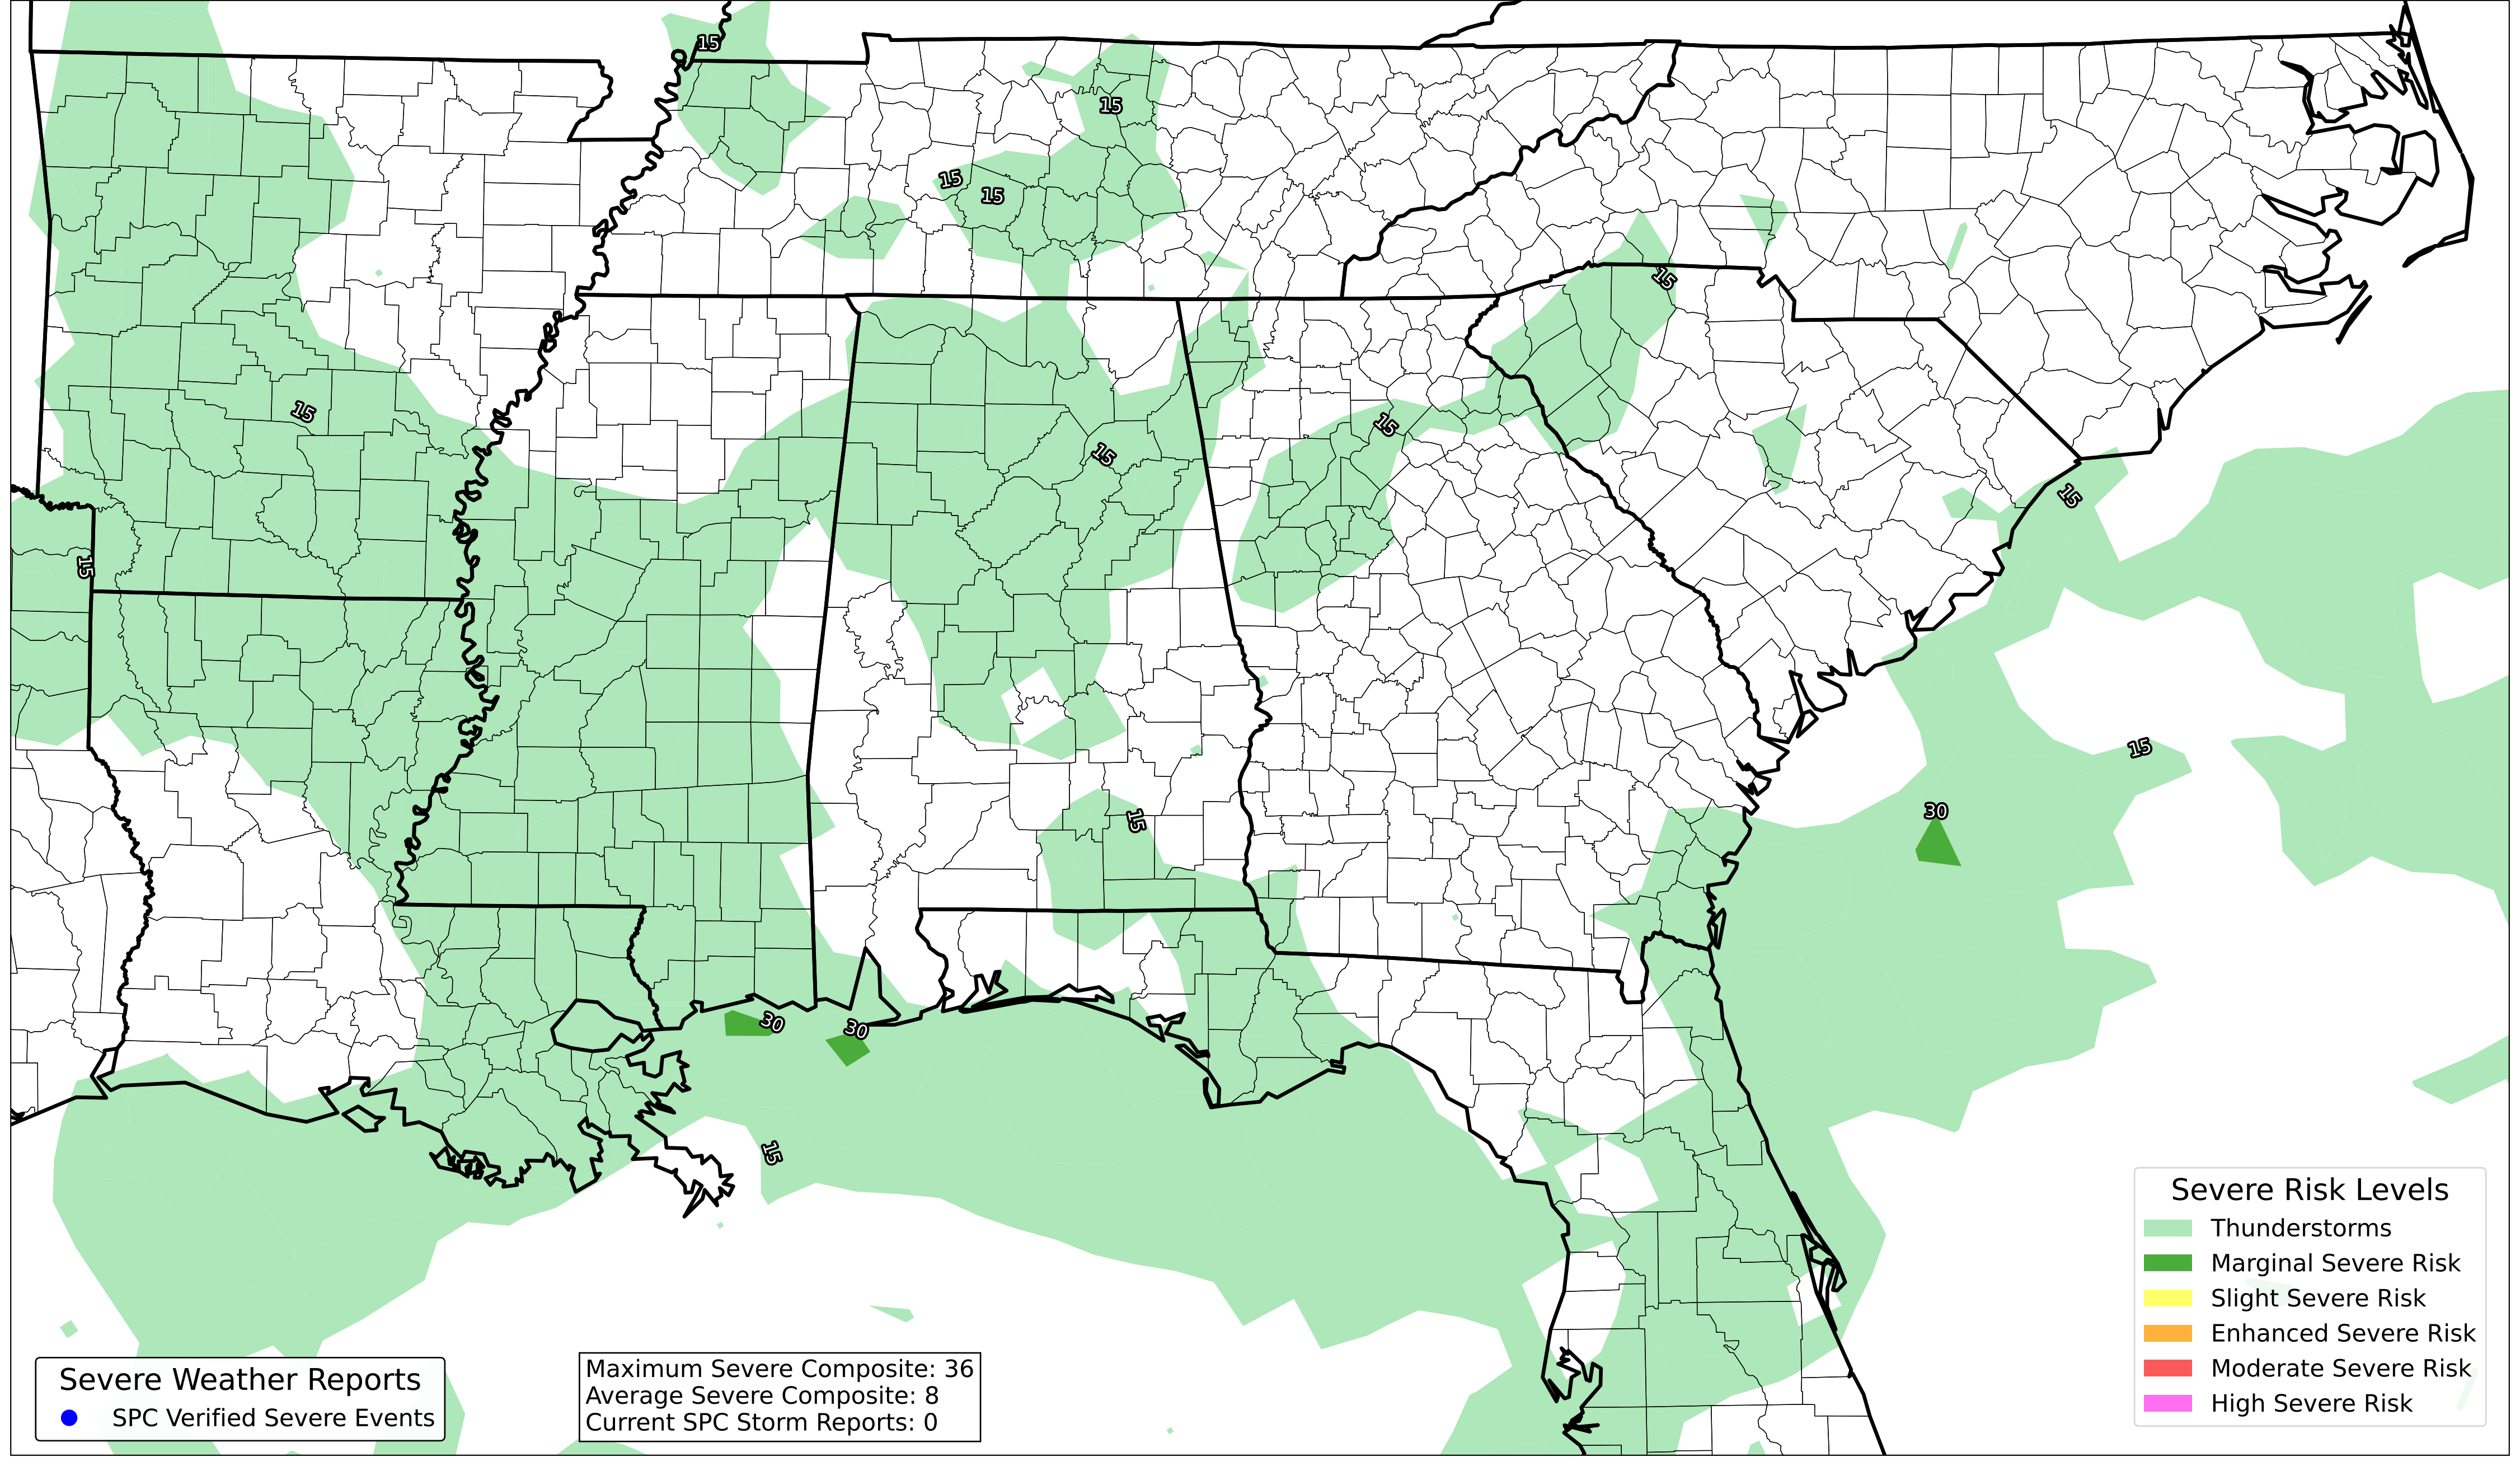 15
15
15
15
15
15
15
15
15
15
15
15
30
30
30
15
Severe Risk Levels
Thunderstorms
Marginal Severe Risk
Slight Severe Risk
Enhanced Severe Risk
Moderate Severe Risk
High Severe Risk
Severe Weather Reports
SPC Verified Severe Events
Maximum Severe Composite: 36
Average Severe Composite: 8
Current SPC Storm Reports: 0